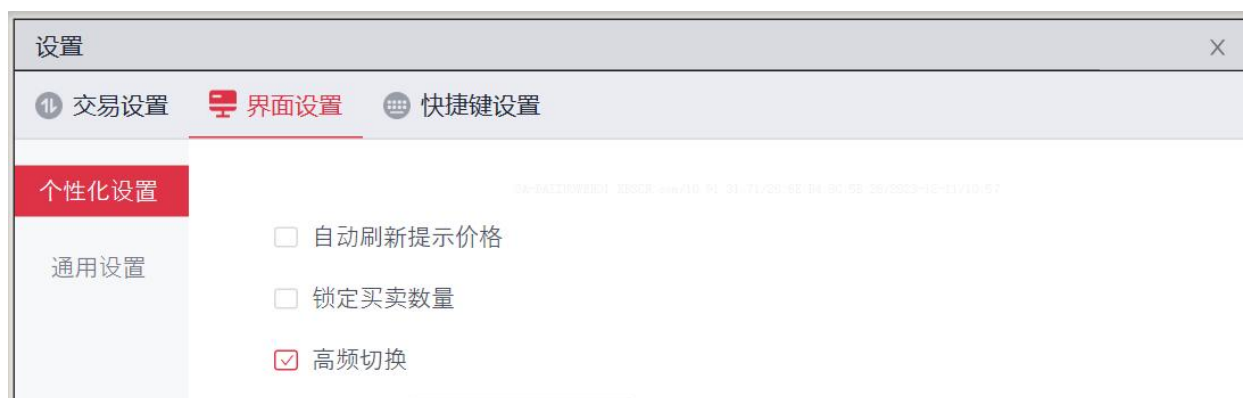 设置
交易设置 界面设置 快捷键设置
个性化设置
自动刷新提示价格
通用设置
锁定买卖数量
高频切换